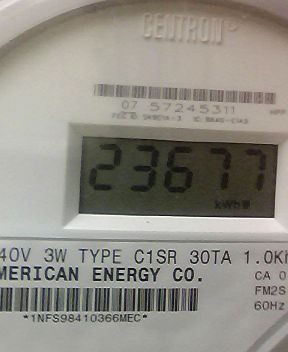 CENTRON®
07 57245311
23677
kWh
40V 3W TYPE C1SR 30TA 1.0K
MERICAN ENERGY CO.
CA 0
FM2S
60Hz
*1NFS98410366MEC*